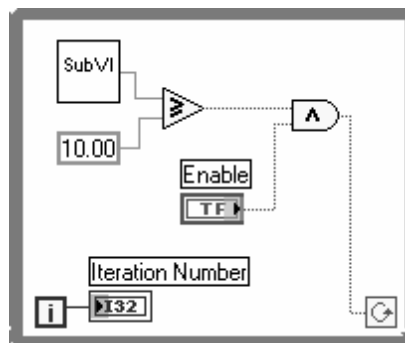 SubVI
10.00
Enable
TF
Iteration Number
i
I32